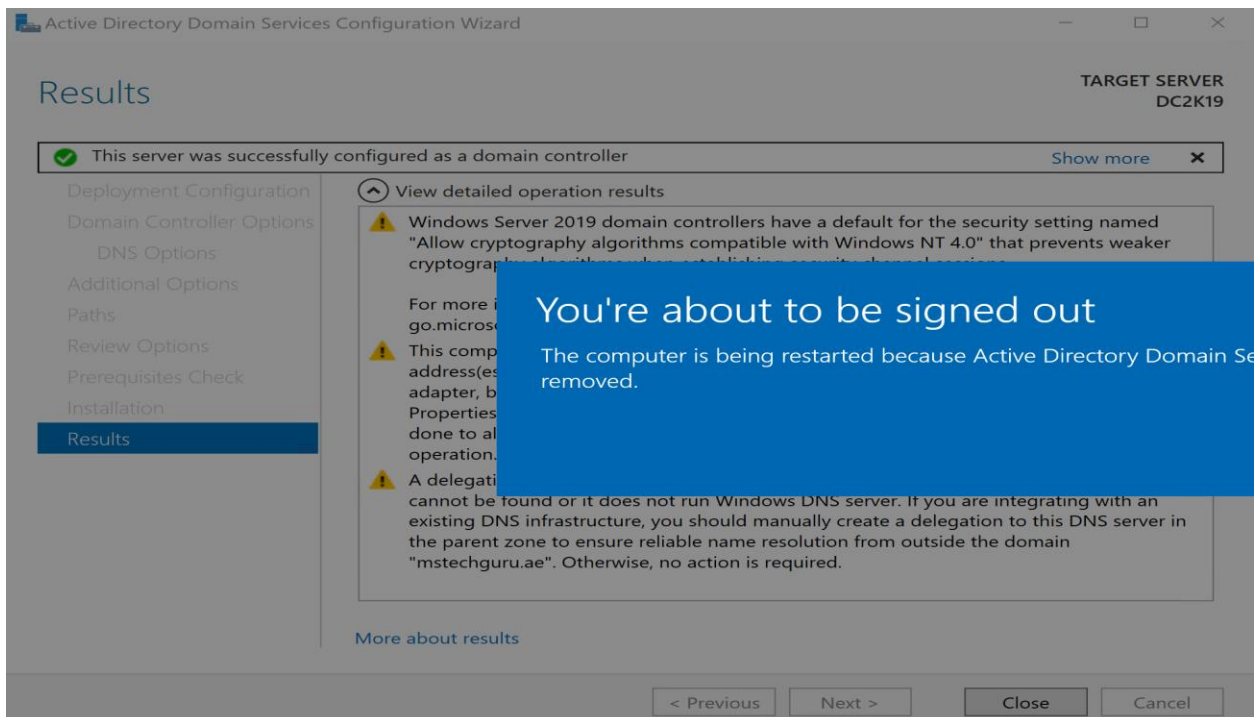 Active Directory Domain Services Configuration Wizard
Results
TARGET SERVER
DC2K19
This server was successfully configured as a domain controller
Show more
Deployment Configuration
Domain Controller Options
DNS Options
Additional Options
Paths
Review Options
Prerequisites Check
Installation
Results
View detailed operation results
Windows Server 2019 domain controllers have a default for the security setting named
"Allow cryptography algorithms compatible with Windows NT 4.0" that prevents weaker
cryptography algorithms when establishing security channel sessions.
For more i
go.micros
This comp
address(es
adapter, b
Properties
done to al
operation.
A delegati
cannot be found or it does not run Windows DNS server. If you are integrating with an
existing DNS infrastructure, you should manually create a delegation to this DNS server in
the parent zone to ensure reliable name resolution from outside the domain
"mstechguru.ae". Otherwise, no action is required.
You're about to be signed out
The computer is being restarted because Active Directory Domain Se
removed.
More about results
< Previous
Next >
Close
Cancel